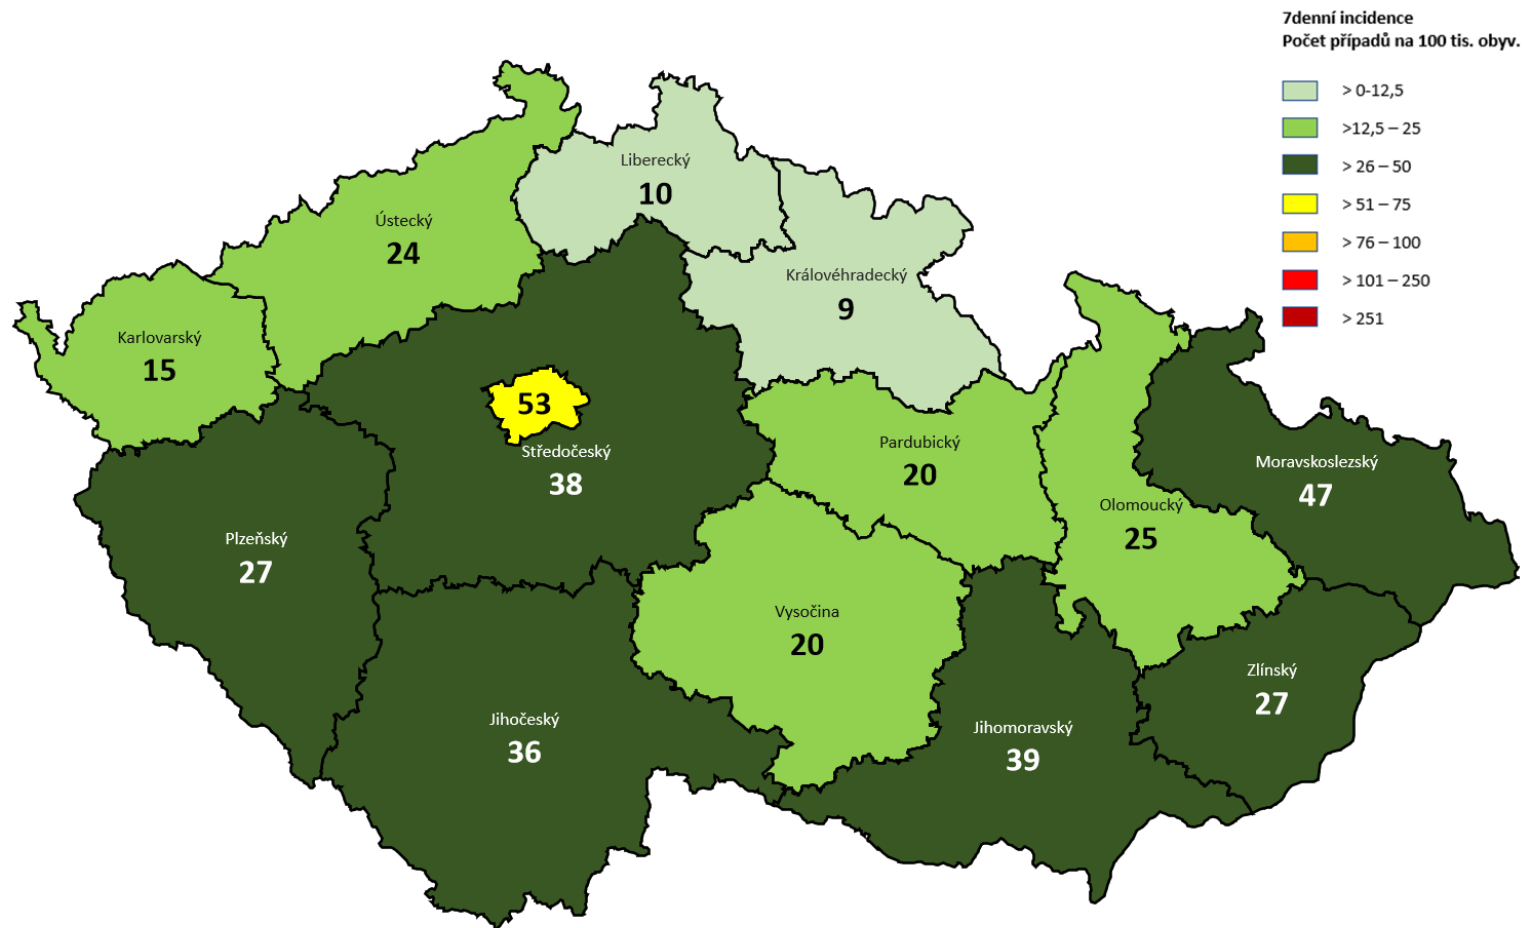 7denní incidence
Počet případů na 100 tis. obyv.
> 0-12,5
>12,5 – 25
> 26 – 50
> 51 – 75
> 76 – 100
> 101 – 250
> 251
Liberecký
10
Ústecký
24
Královéhradecký
9
Karlovarský
15
53
Středočeský
38
Pardubický
20
Moravskoslezský
47
Olomoucký
25
Plzeňský
27
Vysočina
20
Zlínský
27
Jihočeský
36
Jihomoravský
39